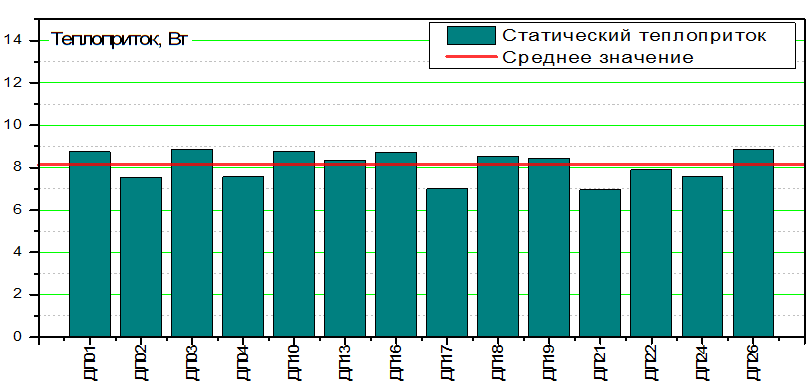 Теплоприток, Вт
Статический теплоприток
Среднее значение
14
12
10
8
6
4
2
0
ДП01
ДП02
ДП03
ДП04
ДП10
ДП13
ДП16
ДП17
ДП18
ДП19
ДП21
ДП22
ДП24
ДП26